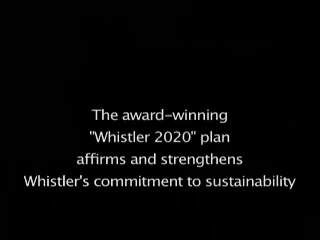 The award-winning
"Whistler 2020" plan
affirms and strengthens
Whistler's commitment to sustainability